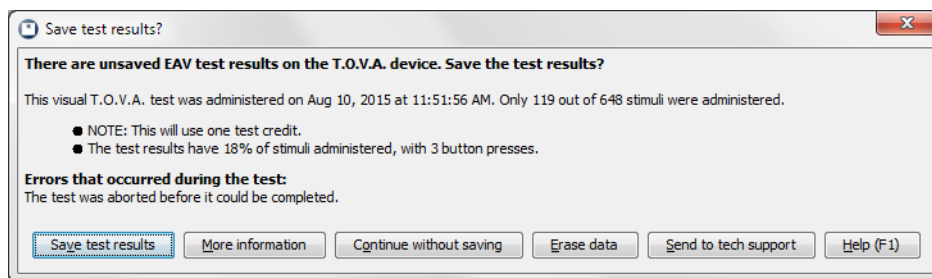 Save test results?
There are unsaved EAV test results on the T.O.V.A. device. Save the test results?
This visual T.O.V.A. test was administered on Aug 10, 2015 at 11:51:56 AM. Only 119 out of 648 stimuli were administered.
● NOTE: This will use one test credit.
● The test results have 18% of stimuli administered, with 3 button presses.
Errors that occurred during the test:
The test was aborted before it could be completed.
Save test results More information Continue without saving Erase data Send to tech support Help (F1)